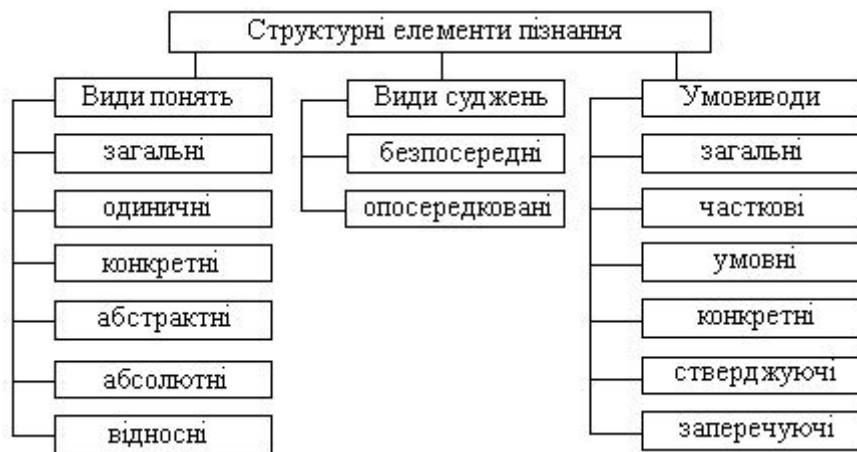 Структурні елементи пізнання
Види понять
загальні
одиничні
конкретні
абстрактні
абсолютні
відносні
Види суджень
безпосередні
опосередковані
Умовиводи
загальні
часткові
умовні
конкретні
стверджуючі
заперечуючі